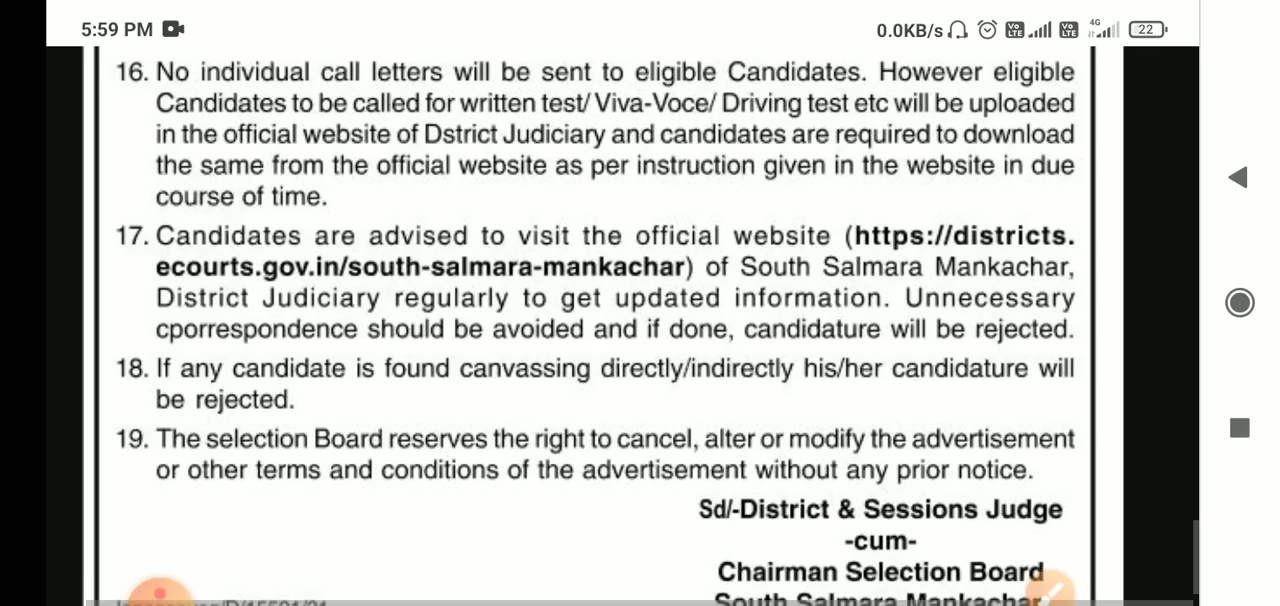 5:59 PM
0.0KB/s
4G
22
16. No individual call letters will be sent to eligible Candidates. However eligible
Candidates to be called for written test/ Viva-Voce/ Driving test etc will be uploaded
in the official website of Dstrict Judiciary and candidates are required to download
the same from the official website as per instruction given in the website in due
course of time.
17. Candidates are advised to visit the official website (https://districts.
ecourts.gov.in/south-salmara-mankachar) of South Salmara Mankachar,
District Judiciary regularly to get updated information. Unnecessary
cporrespondence should be avoided and if done, candidature will be rejected.
18. If any candidate is found canvassing directly/indirectly his/her candidature will
be rejected.
19. The selection Board reserves the right to cancel, alter or modify the advertisement
or other terms and conditions of the advertisement without any prior notice.
Sd/-District & Sessions Judge
-cum-
Chairman Selection Board
South Salmara Mankachar